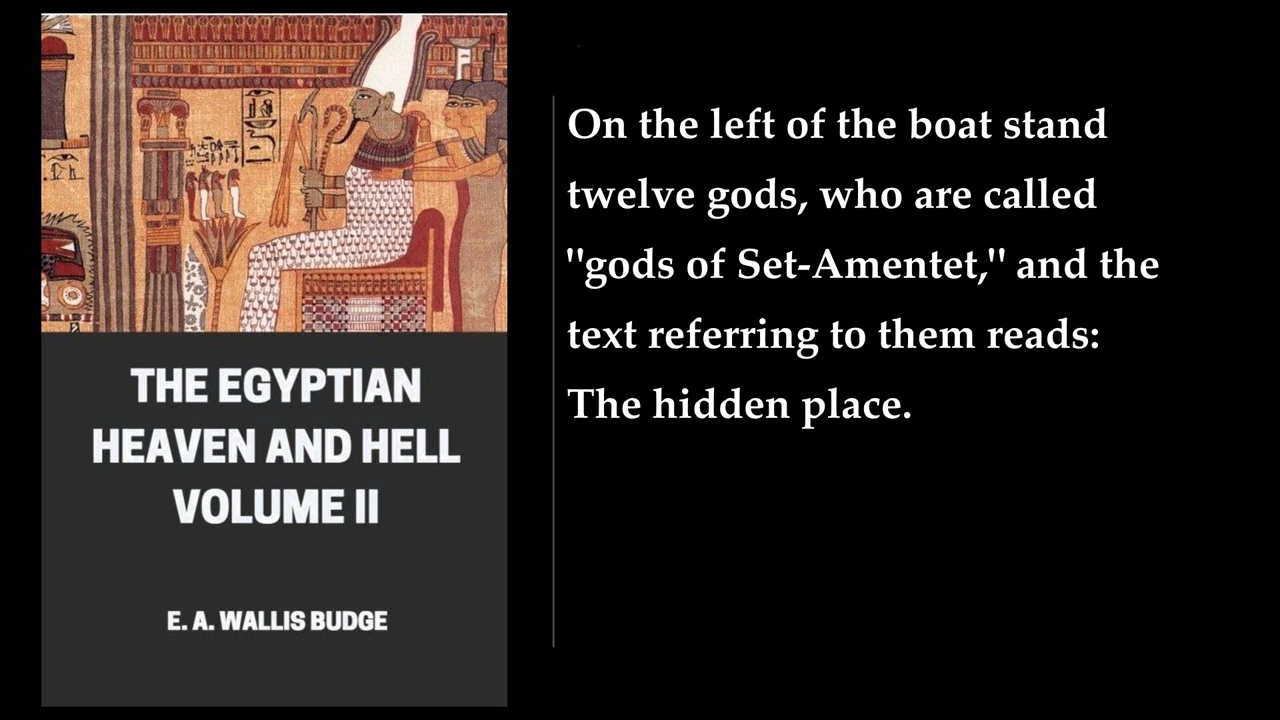 THE EGYPTIAN
HEAVEN AND HELL
VOLUME II
E. A. WALLIS BUDGE
On the left of the boat stand
twelve gods, who are called
"gods of Set-Amentet," and the
text referring to them reads:
The hidden place.